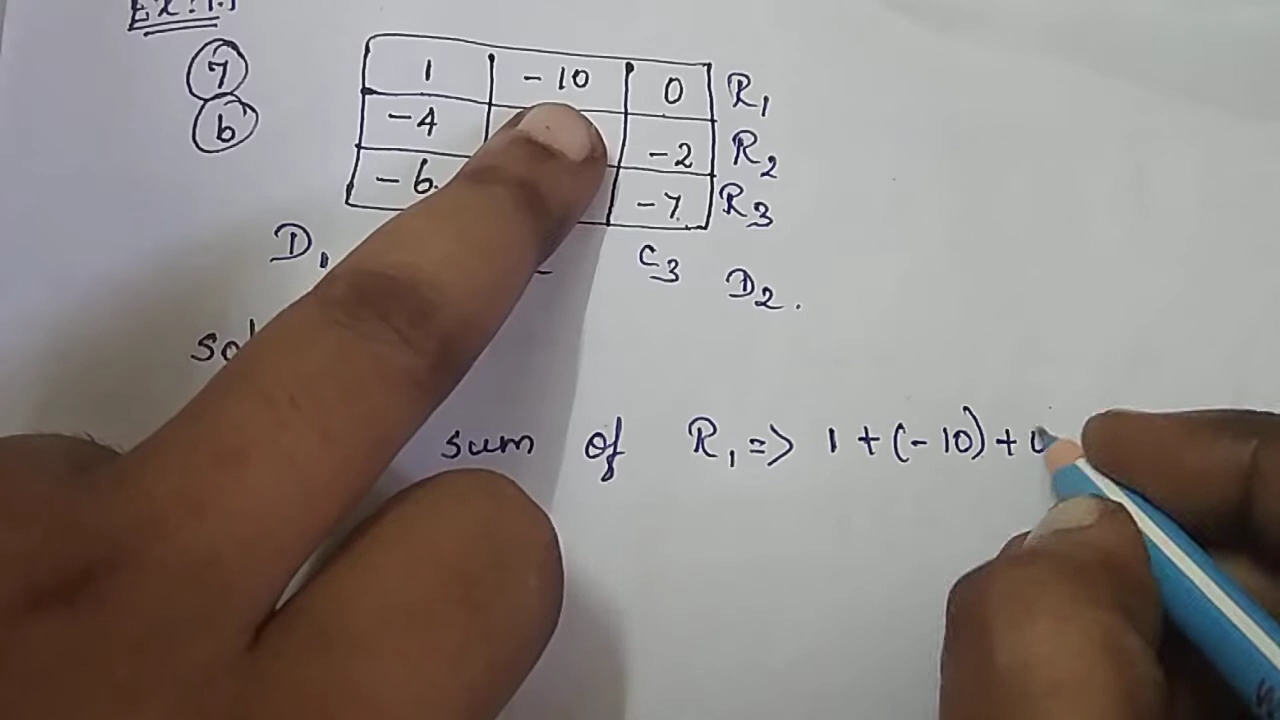 Ex: 1.1
7
b
1 -10 0 R1
-4 -2 R2
-6 -7 R3
D1 C3 D2.
sum of R1 => 1 + (-10) + 0